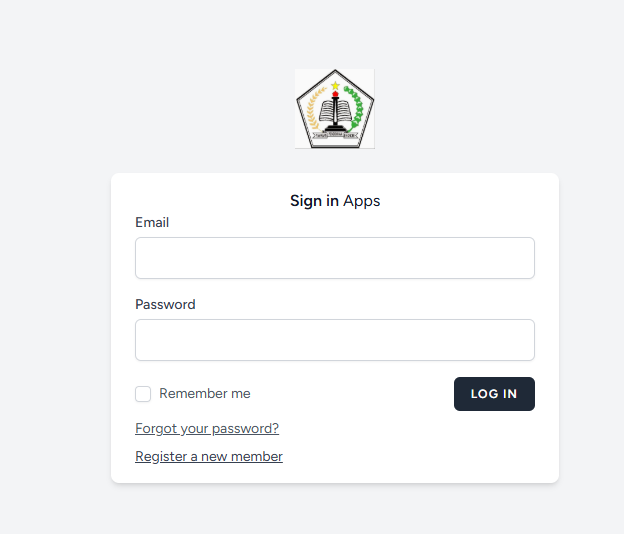 Sign in Apps
Email
Password
Remember me
LOG IN
Forgot your password?
Register a new member